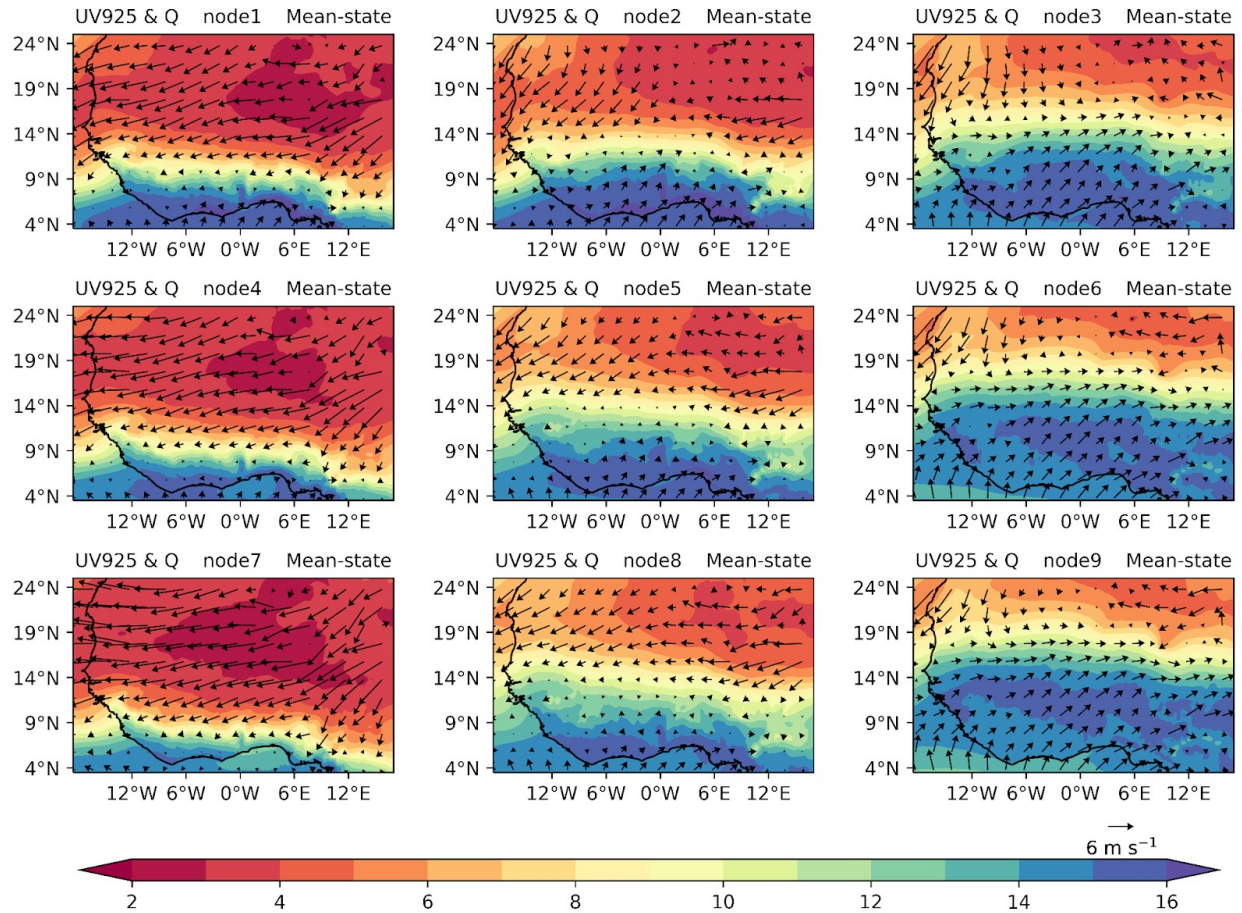 UV925 & Q node1 Mean-state
UV925 & Q node2 Mean-state
UV925 & Q node3 Mean-state
24°N
19°N
14°N
9°N
4°N
12°W 6°W 0°W 6°E 12°E
24°N
19°N
14°N
9°N
4°N
12°W 6°W 0°W 6°E 12°E
24°N
19°N
14°N
9°N
4°N
12°W 6°W 0°W 6°E 12°E
UV925 & Q node4 Mean-state
UV925 & Q node5 Mean-state
UV925 & Q node6 Mean-state
24°N
19°N
14°N
9°N
4°N
12°W 6°W 0°W 6°E 12°E
24°N
19°N
14°N
9°N
4°N
12°W 6°W 0°W 6°E 12°E
24°N
19°N
14°N
9°N
4°N
12°W 6°W 0°W 6°E 12°E
UV925 & Q node7 Mean-state
UV925 & Q node8 Mean-state
UV925 & Q node9 Mean-state
24°N
19°N
14°N
9°N
4°N
12°W 6°W 0°W 6°E 12°E
24°N
19°N
14°N
9°N
4°N
12°W 6°W 0°W 6°E 12°E
24°N
19°N
14°N
9°N
4°N
12°W 6°W 0°W 6°E 12°E
6 m s⁻¹
2 4 6 8 10 12 14 16